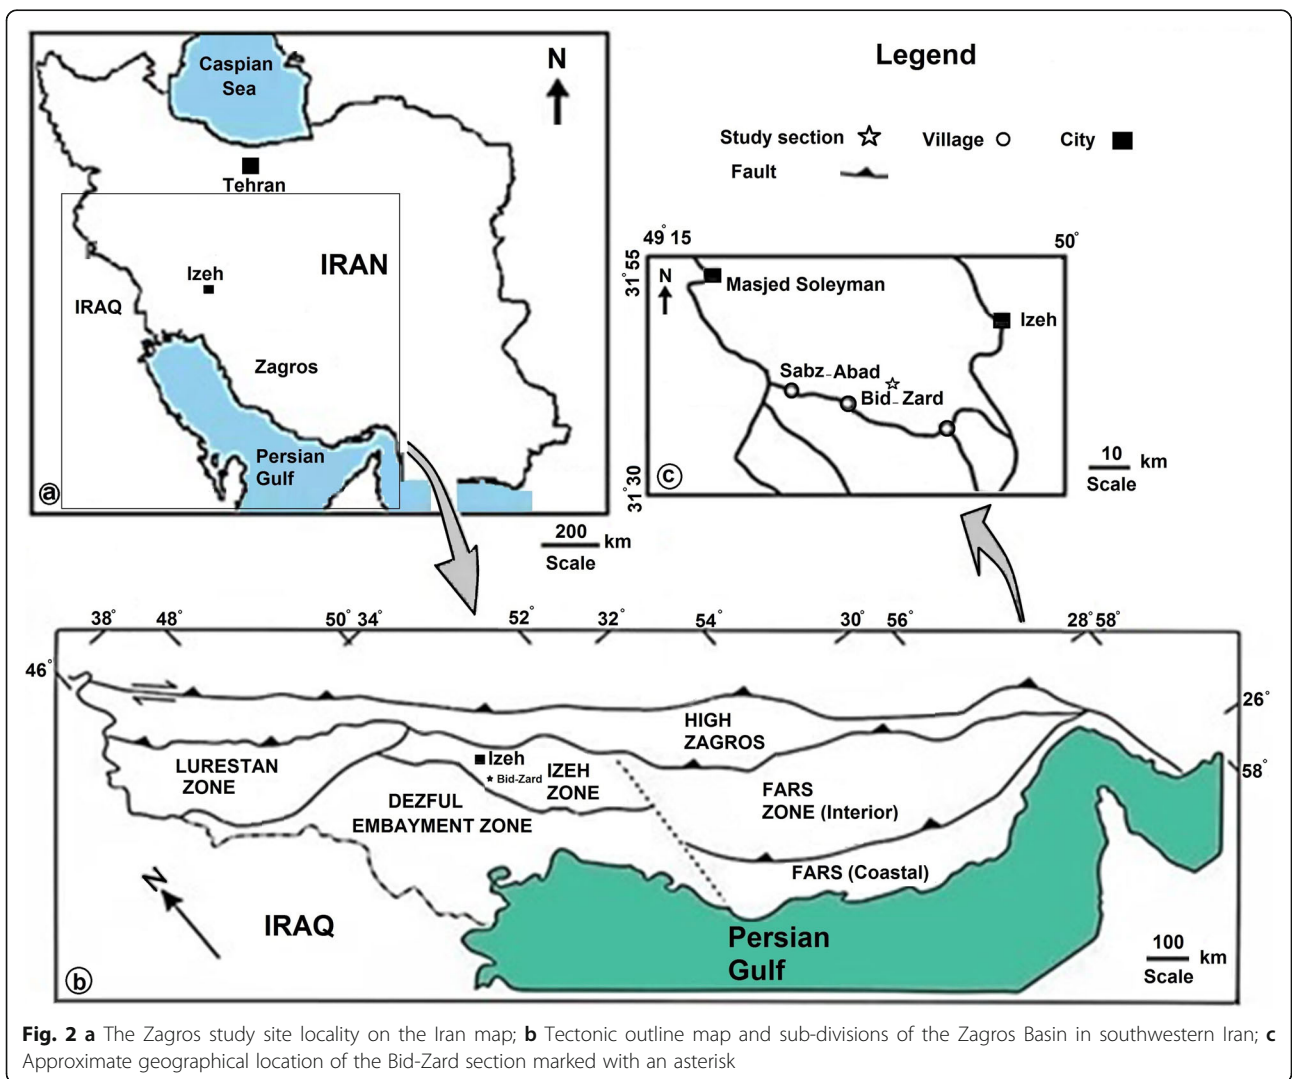 Caspian
Sea
N
Tehran
IRAN
Izeh
IRAQ
Zagros
Persian
Gulf
a
200 km
Scale
Legend
Study section
Village
City
Fault
49° 15
50°
31° 55
31° 30
N
Masjed Soleyman
Izeh
Sabz-Abad
Bid-Zard
c
10 km
Scale
38° 48° 50° 34° 52° 32° 54° 30° 56° 28° 58°
46°
26°
58°
HIGH
ZAGROS
LURESTAN
ZONE
Izeh
Bid-Zard
IZEH
ZONE
DEZFUL
EMBAYMENT ZONE
FARS
ZONE (Interior)
FARS (Coastal)
N
IRAQ
Persian
Gulf
100 km
Scale
b
Fig. 2 a The Zagros study site locality on the Iran map; b Tectonic outline map and sub-divisions of the Zagros Basin in southwestern Iran; c
Approximate geographical location of the Bid-Zard section marked with an asterisk